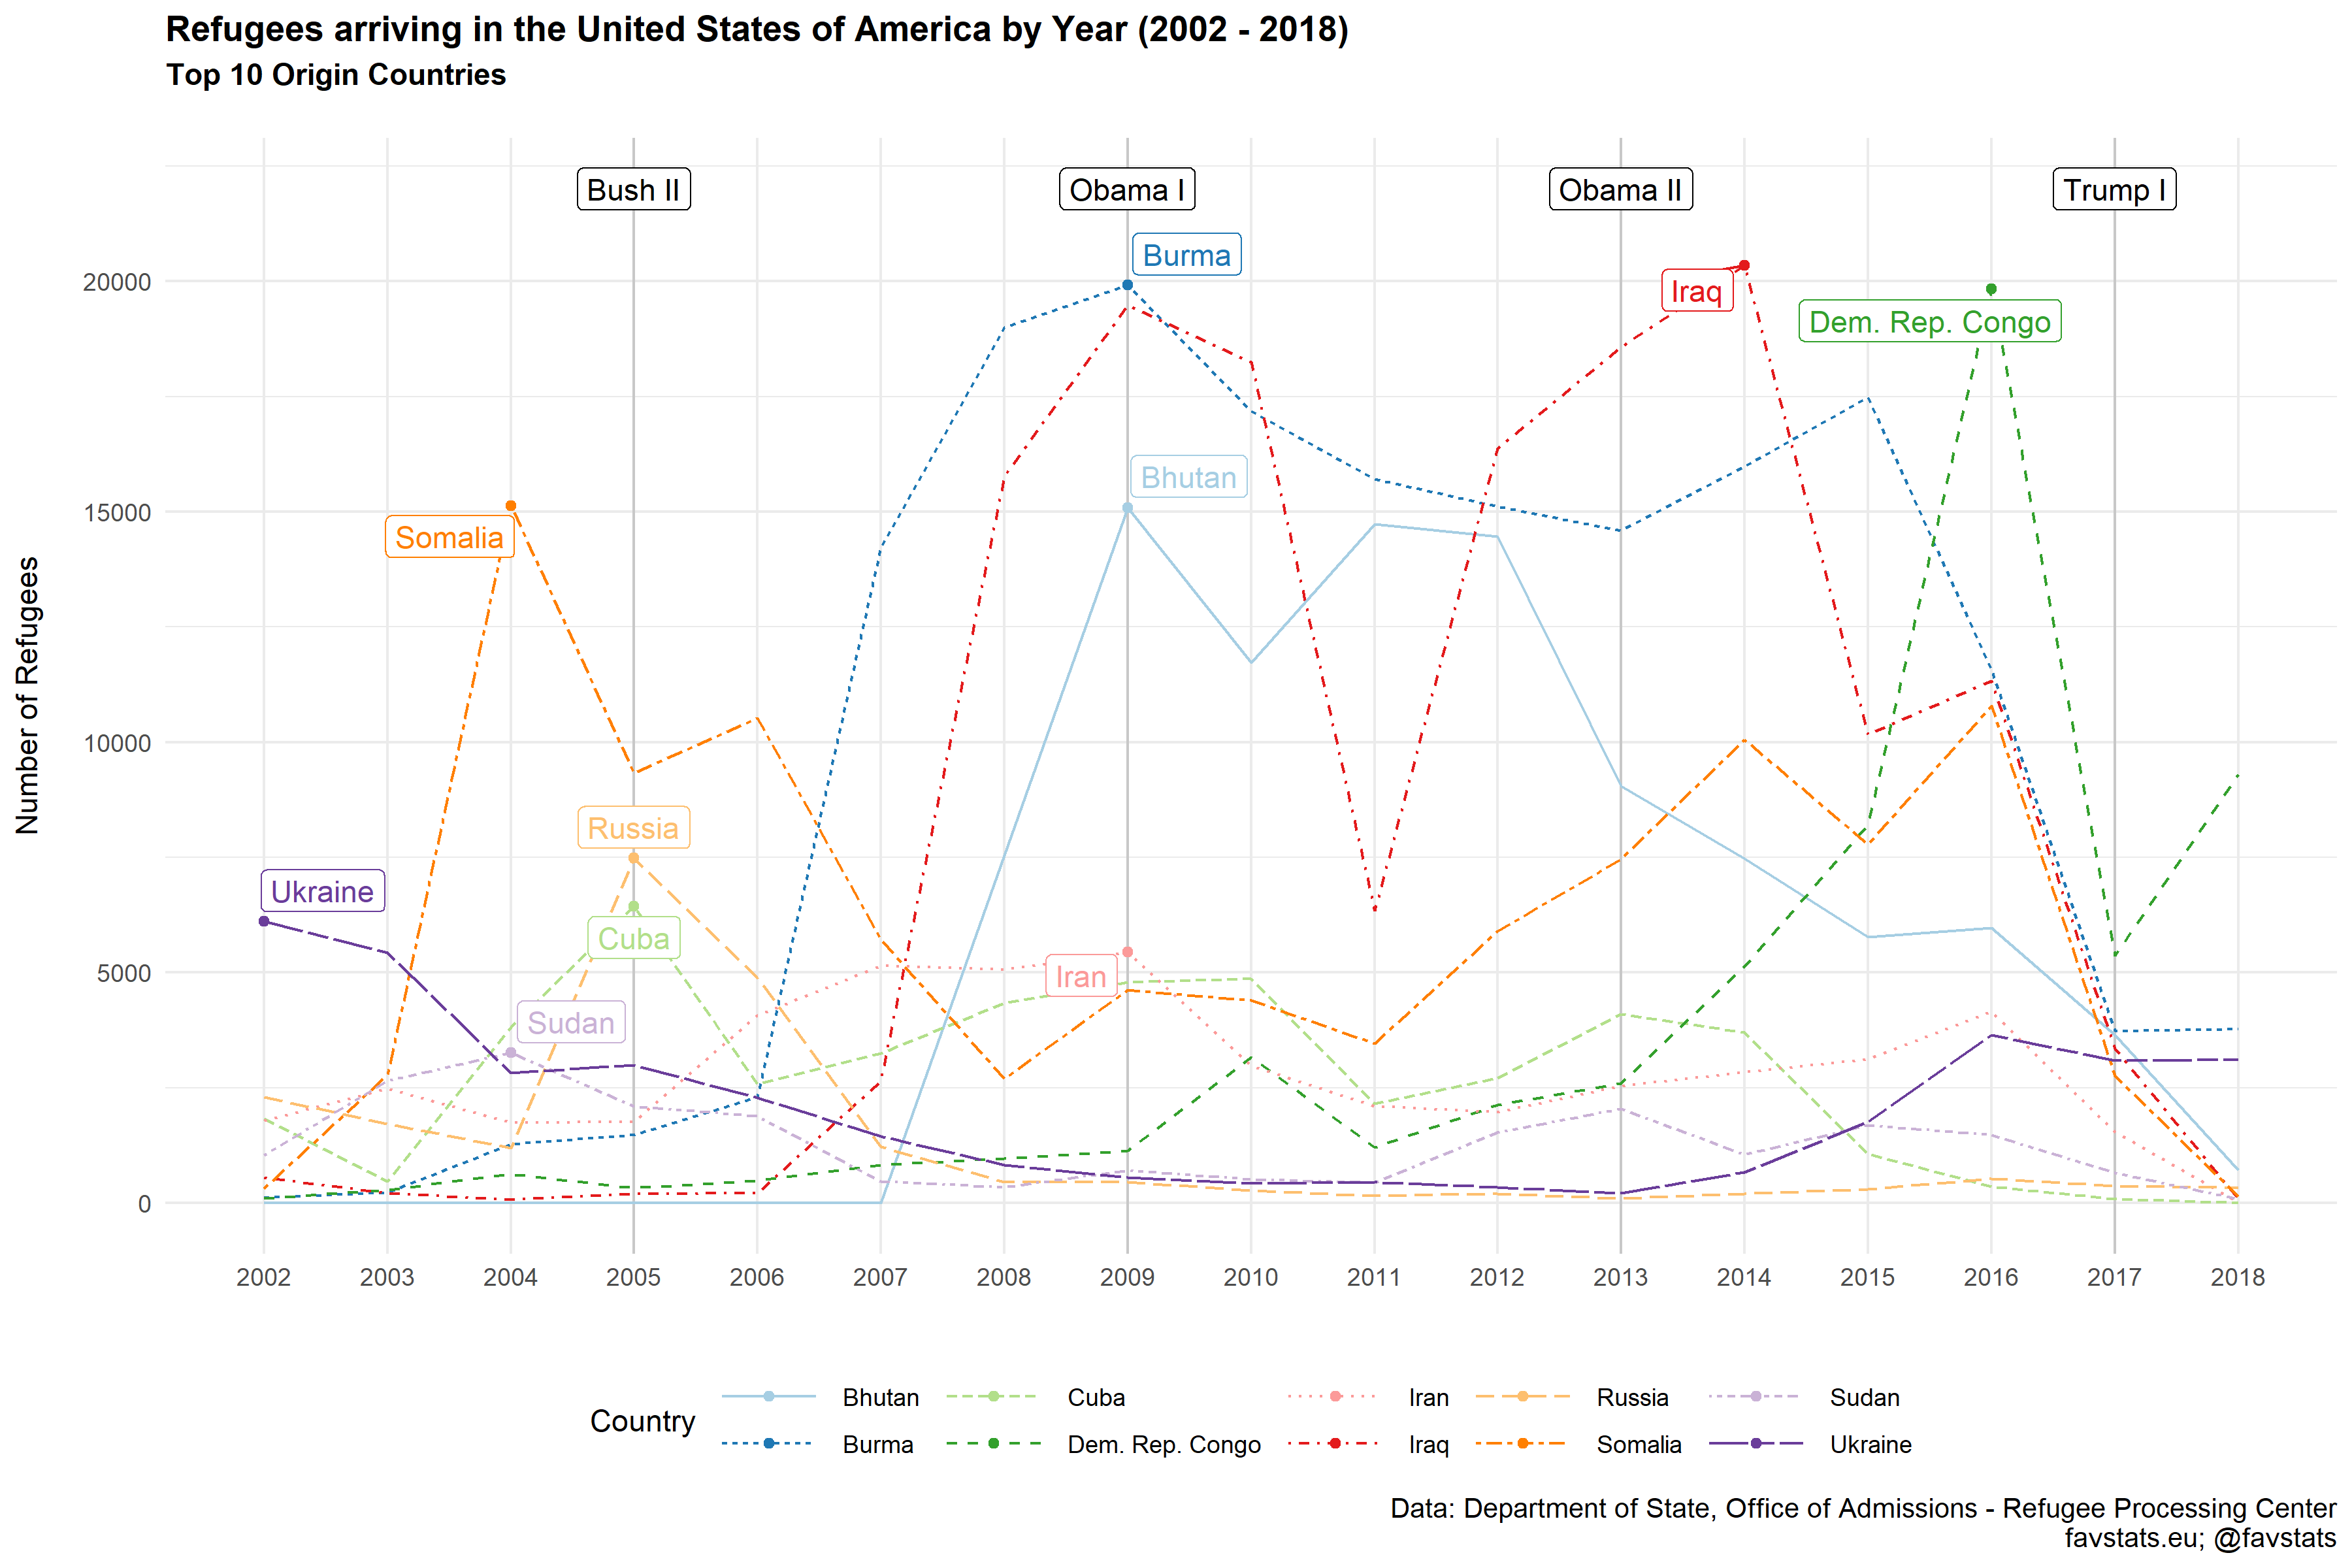 Refugees arriving in the United States of America by Year (2002 - 2018)
Top 10 Origin Countries
Bush II
Obama I
Obama II
Trump I
Burma
Iraq
Dem. Rep. Congo
Bhutan
Somalia
Russia
Ukraine
Cuba
Iran
Sudan
Number of Refugees
20000
15000
10000
5000
0
2002 2003 2004 2005 2006 2007 2008 2009 2010 2011 2012 2013 2014 2015 2016 2017 2018
Country
Bhutan Cuba Iran Russia Sudan
Burma Dem. Rep. Congo Iraq Somalia Ukraine
Data: Department of State, Office of Admissions - Refugee Processing Center
favstats.eu; @favstats